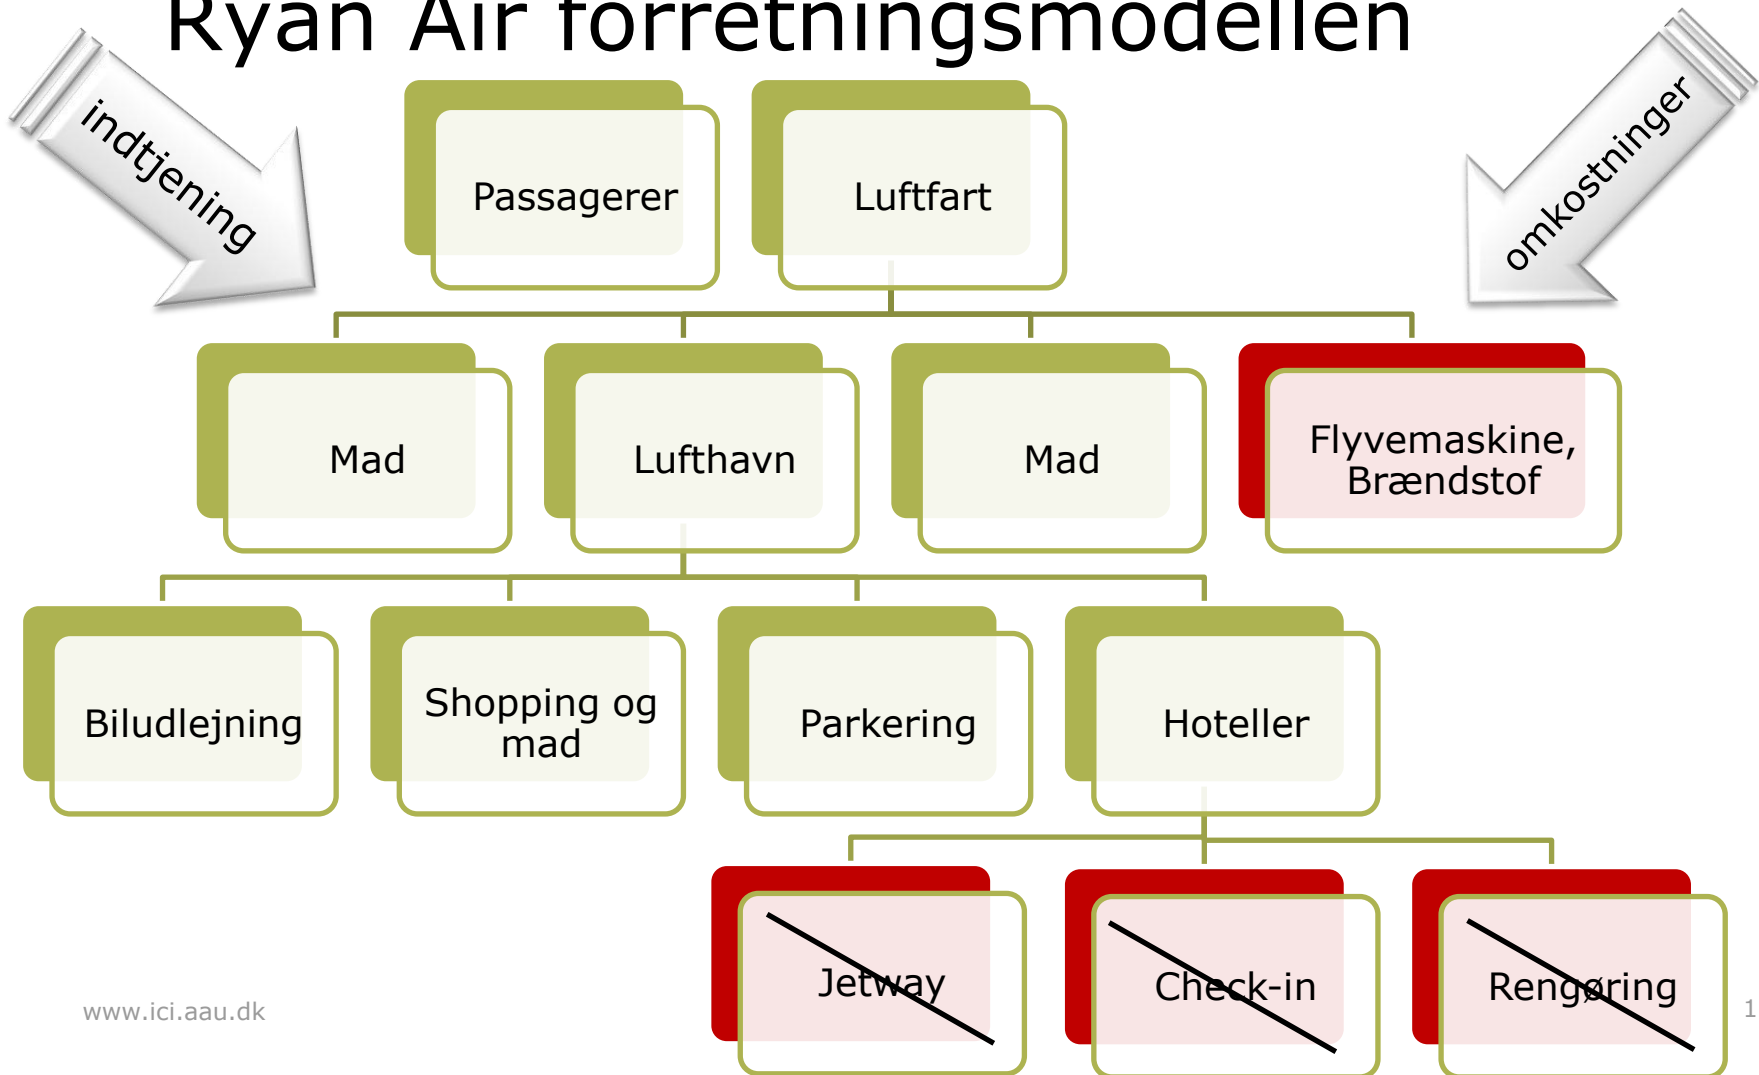 Ryan Air forretningsmodellen
indtjening
omkostninger
Passagerer
Luftfart
Mad
Lufthavn
Mad
Flyvemaskine,
Brændstof
Biludlejning
Shopping og
mad
Parkering
Hoteller
Jetway
Check-in
Rengøring
www.ici.aau.dk
1